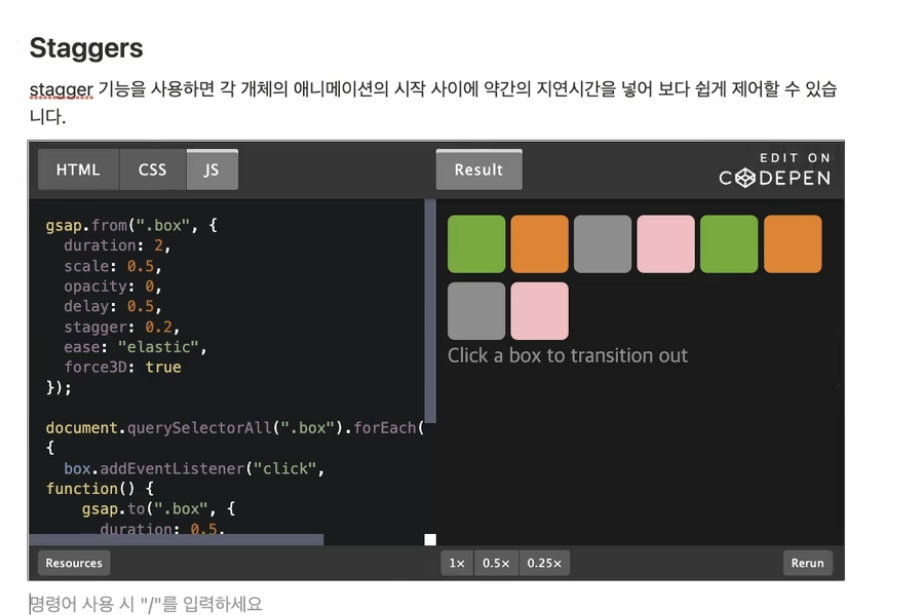 Staggers
stagger 기능을 사용하면 각 개체의 애니메이션의 시작 사이에 약간의 지연시간을 넣어 보다 쉽게 제어할 수 있습
니다.
HTML CSS JS
Result
EDIT ON
CODEPEN
gsap.from(".box", {
  duration: 2,
  scale: 0.5,
  opacity: 0,
  delay: 0.5,
  stagger: 0.2,
  ease: "elastic",
  force3D: true
});
document.querySelectorAll(".box").forEach(
{
  box.addEventListener("click",
function() {
    gsap.to(".box", {
      duration: 0.5,
Click a box to transition out
Resources
1× 0.5× 0.25×
Rerun
명령어 사용 시 "/"를 입력하세요